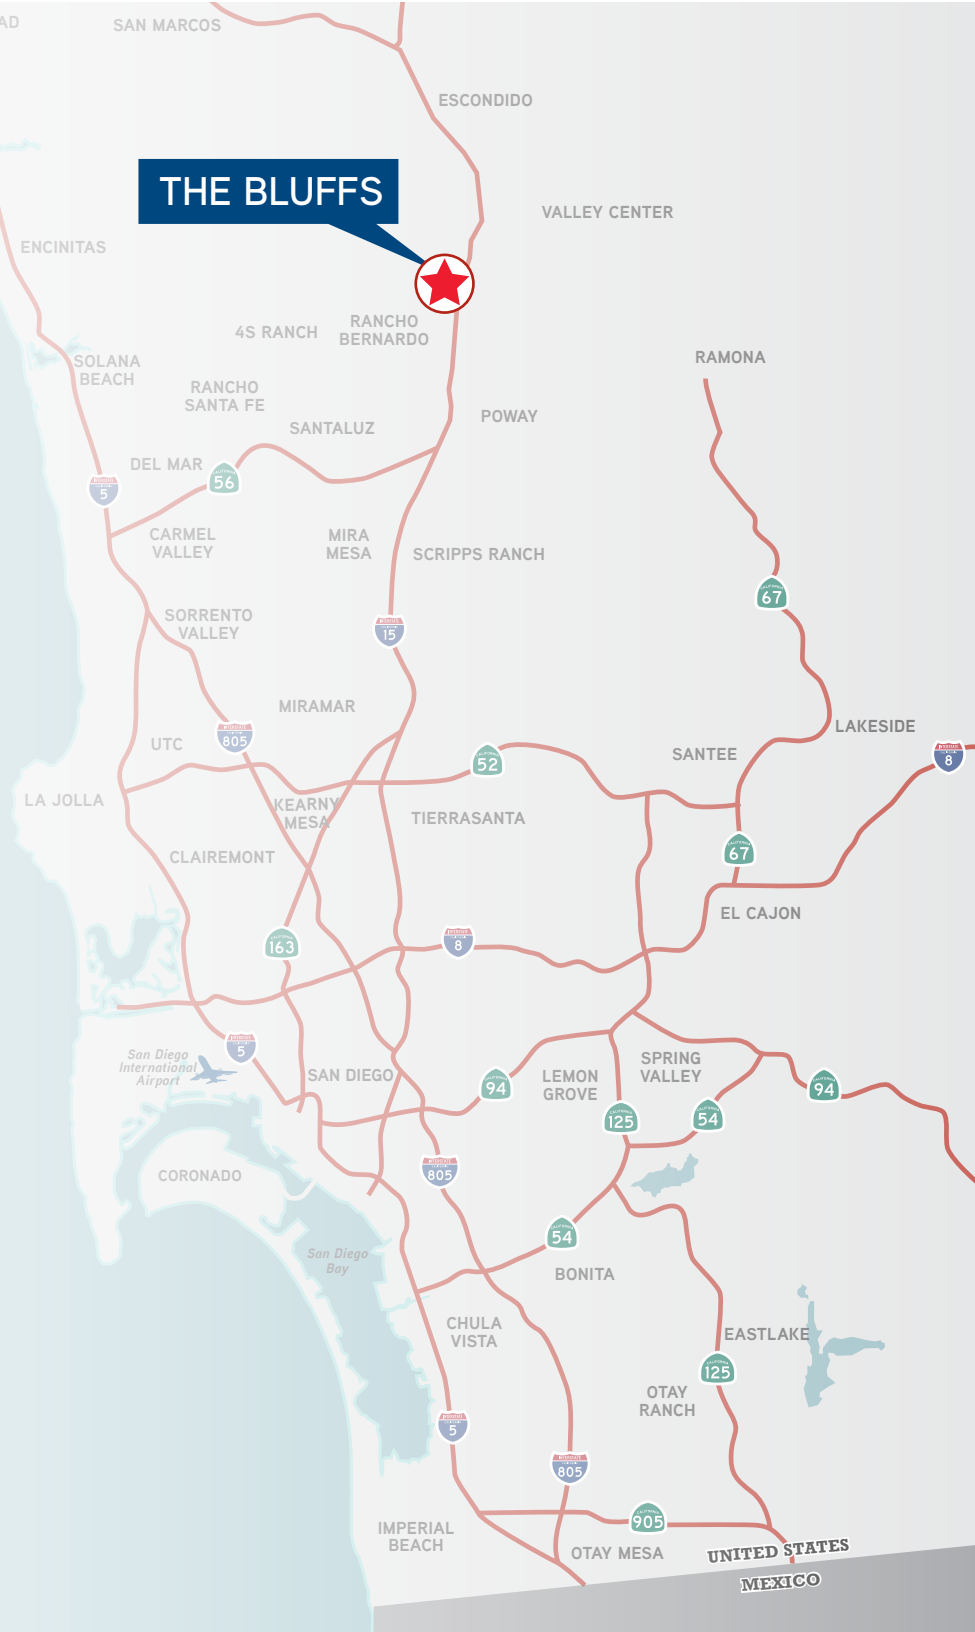 AD
SAN MARCOS
ESCONDIDO
THE BLUFFS
VALLEY CENTER
ENCINITAS
RANCHO
BERNARDO
4S RANCH
SOLANA
BEACH
RAMONA
RANCHO
SANTA FE
POWAY
SANTALUZ
DEL MAR
56
5
CARMEL
VALLEY
MIRA
MESA
SCRIPPS RANCH
67
SORRENTO
VALLEY
15
MIRAMAR
LAKESIDE
805
UTC
52
SANTEE
8
LA JOLLA
KEARNY
MESA
TIERRASANTA
67
CLAIREMONT
EL CAJON
163
8
5
San Diego
International
Airport
SAN DIEGO
94
LEMON
GROVE
SPRING
VALLEY
94
125
54
CORONADO
805
54
San Diego
Bay
BONITA
CHULA
VISTA
EASTLAKE
125
OTAY
RANCH
5
805
905
IMPERIAL
BEACH
OTAY MESA
UNITED STATES
MEXICO